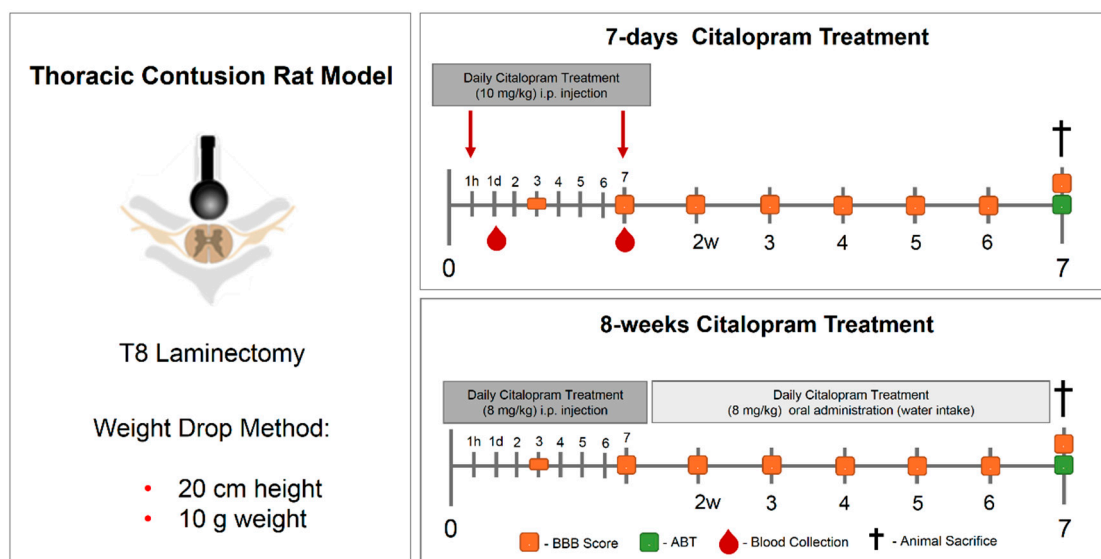 Thoracic Contusion Rat Model
T8 Laminectomy
Weight Drop Method:
• 20 cm height
• 10 g weight
7-days Citalopram Treatment
Daily Citalopram Treatment
(10 mg/kg) i.p. injection
1h 1d 2 3 4 5 6 7
2w 3 4 5 6
0 7
8-weeks Citalopram Treatment
Daily Citalopram Treatment
(8 mg/kg) i.p. injection
Daily Citalopram Treatment
(8 mg/kg) oral administration (water intake)
1h 1d 2 3 4 5 6 7
2w 3 4 5 6
0 7
- BBB Score - ABT - Blood Collection - Animal Sacrifice